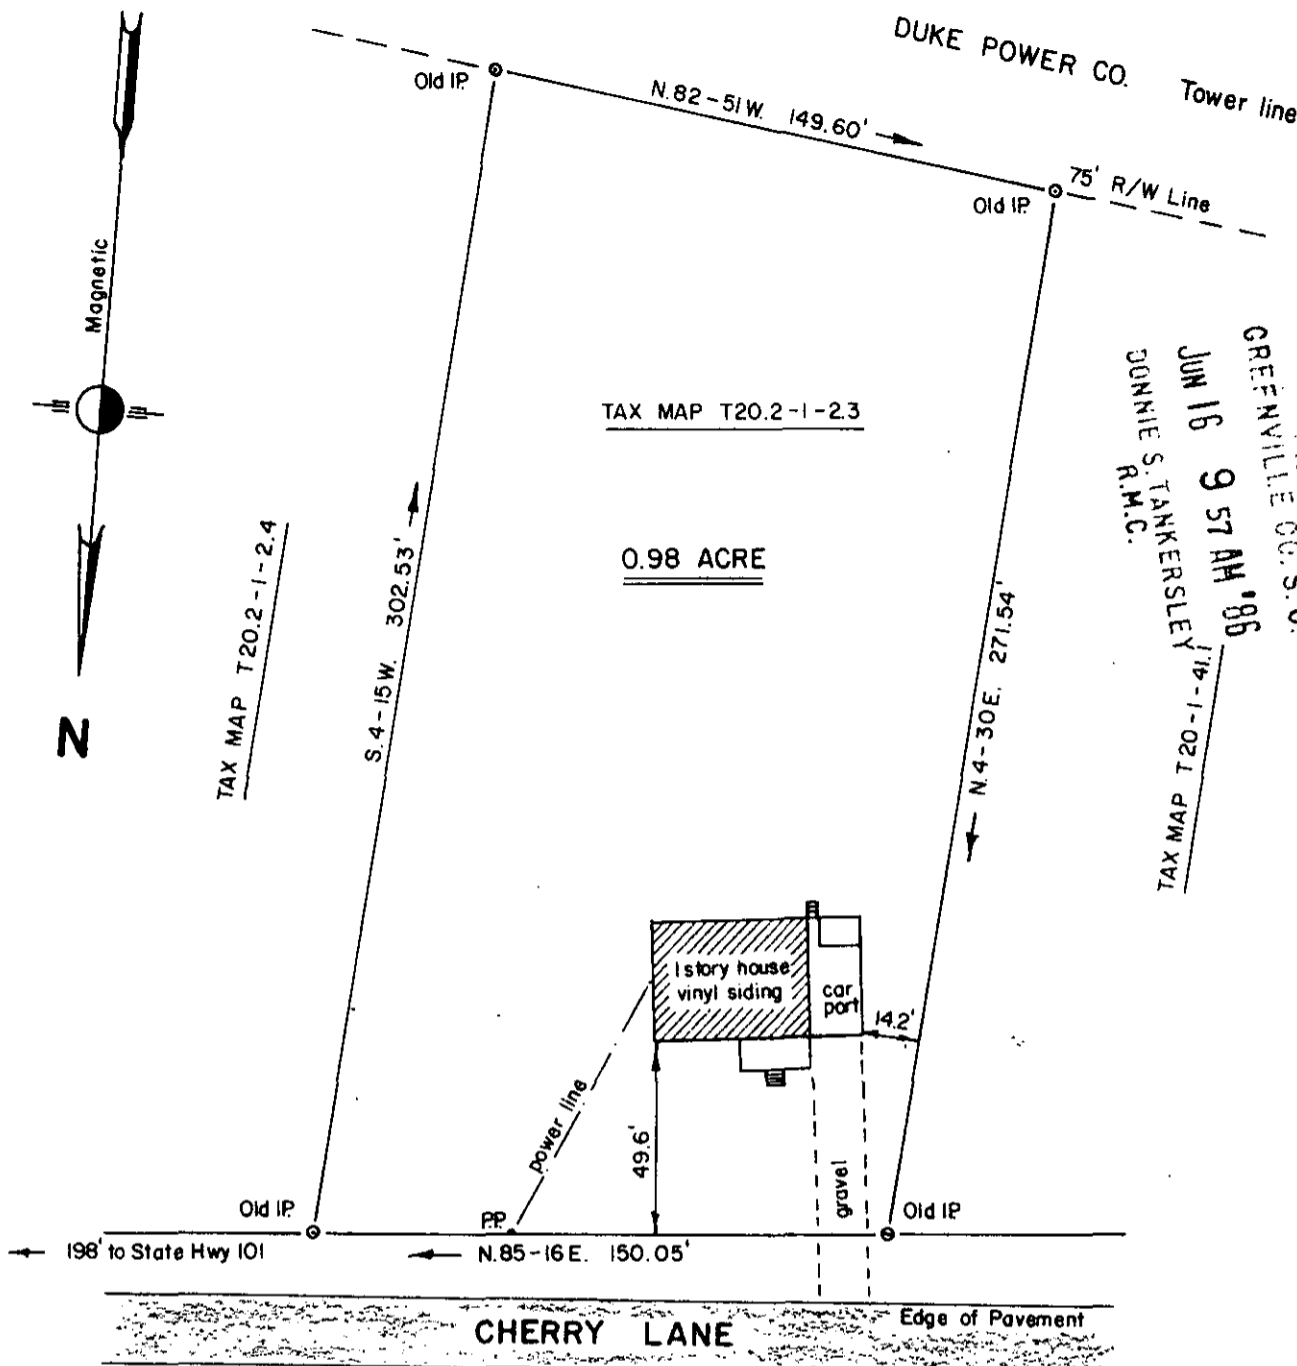 DUKE POWER CO. Tower line
Old I.P.
N.82-51W. 149.60'
75' R/W Line
Old I.P.
Magnetic
N
TAX MAP T20.2-1-2.3
0.98 ACRE
TAX MAP T20.2-1-2.4
S.4-15W. 302.53'
N.4-30E. 271.54'
GREENVILLE CO. S. C.
JUN 16 9 57 AM '86
DONNIE S. TANKERSLEY
R.M.C.
TAX MAP T20-1-41.1
1 story house
vinyl siding
car
port
14.2'
power line
49.6'
gravel
Old I.P.
P.P.
Old I.P.
198' to State Hwy 101
N.85-16E. 150.05'
Edge of Pavement
CHERRY LANE